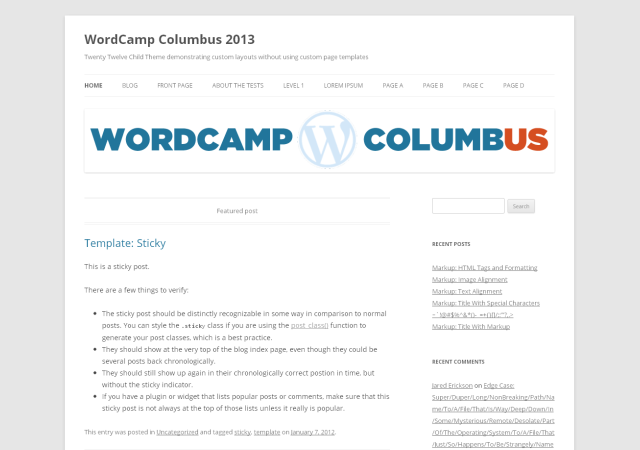 WordCamp Columbus 2013
Twenty Twelve Child Theme demonstrating custom layouts without using custom page templates
HOME BLOG FRONT PAGE ABOUT THE TESTS LEVEL 1 LOREM IPSUM PAGE A PAGE B PAGE C PAGE D
WORDCAMP W COLUMBUS
Featured post
Template: Sticky
This is a sticky post.
There are a few things to verify:
The sticky post should be distinctly recognizable in some way in comparison to normal
posts. You can style the .sticky class if you are using the post_class() function to
generate your post classes, which is a best practice.
They should show at the very top of the blog index page, even though they could be
several posts back chronologically.
They should still show up again in their chronologically correct postion in time, but
without the sticky indicator.
If you have a plugin or widget that lists popular posts or comments, make sure that this
sticky post is not always at the top of those lists unless it really is popular.
This entry was posted in Uncategorized and tagged sticky, template on January 7, 2012.
Search
RECENT POSTS
Markup: HTML Tags and Formatting
Markup: Image Alignment
Markup: Text Alignment
Markup: Title With Special Characters
Markup: Title With Markup
RECENT COMMENTS
Jared Erickson on Edge Case:
Super/Duper/Long/NonBreaking/Path/Na
me/To/A/File/That/Is/Way/Deep/Down/In
/Some/Mysterious/Remote/Desolate/Part
/Of/The/Operating/System/To/A/File/That
/Just/So/Happens/To/Be/Strangely/Name